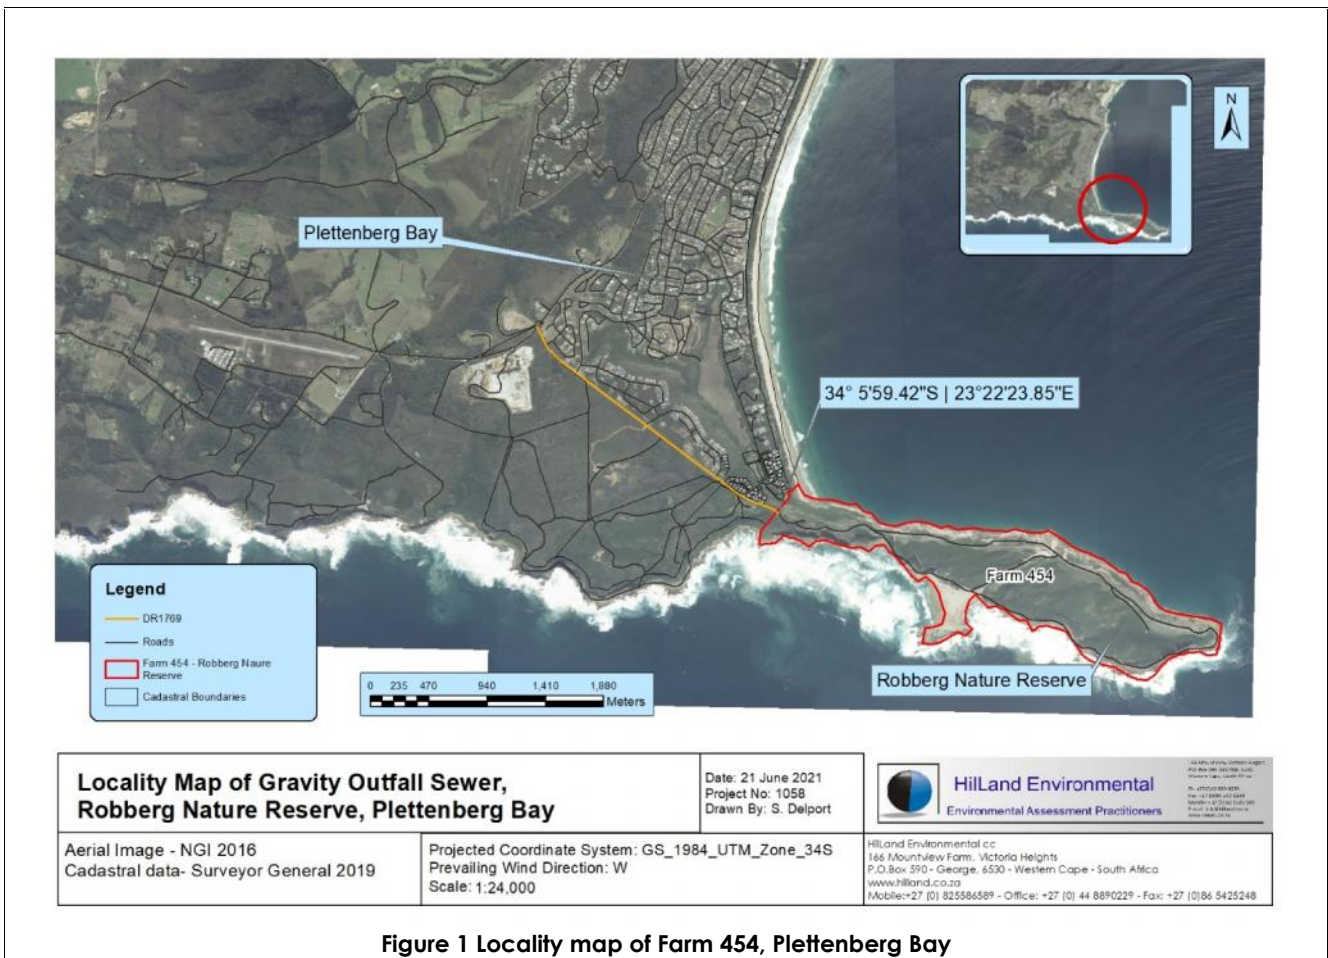 N
Plettenberg Bay
34° 5'59.42"S | 23°22'23.85"E
Farm 454
Robberg Nature Reserve
Legend
DR1769
Roads
Farm 454 - Robberg Naure
Reserve
Cadastral Boundaries
0 235 470 940 1,410 1,880
Meters
Locality Map of Gravity Outfall Sewer,
Robberg Nature Reserve, Plettenberg Bay
Date: 21 June 2021
Project No: 1058
Drawn By: S. Delport
HilLand Environmental
Environmental Assessment Practitioners
Aerial Image - NGI 2016
Cadastral data- Surveyor General 2019
Projected Coordinate System: GS_1984_UTM_Zone_34S
Prevailing Wind Direction: W
Scale: 1:24,000
HilLand Environmental cc
166 Mountview Farm, Victoria Heights
P.O.Box 590 - George, 6530 - Western Cape - South Africa
www.hilland.co.za
Mobile:+27 (0) 825586589 - Office: +27 (0) 44 8890229 - Fax: +27 (0)86 5425248
Figure 1 Locality map of Farm 454, Plettenberg Bay